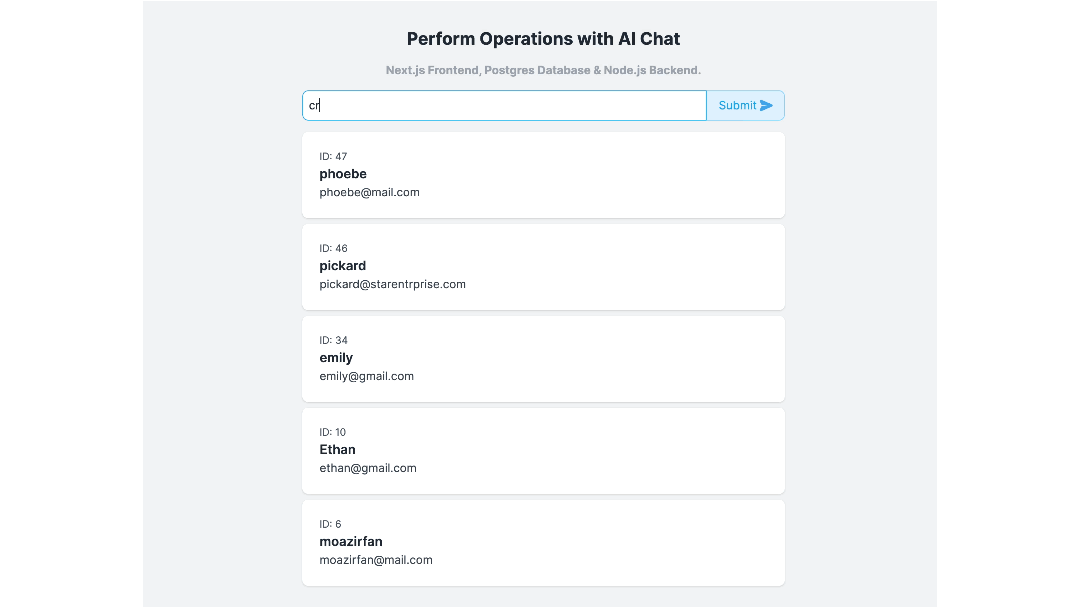 Perform Operations with AI Chat
Next.js Frontend, Postgres Database & Node.js Backend.
cr
Submit
ID: 47
phoebe
phoebe@mail.com
ID: 46
pickard
pickard@starentrprise.com
ID: 34
emily
emily@gmail.com
ID: 10
Ethan
ethan@gmail.com
ID: 6
moazirfan
moazirfan@mail.com